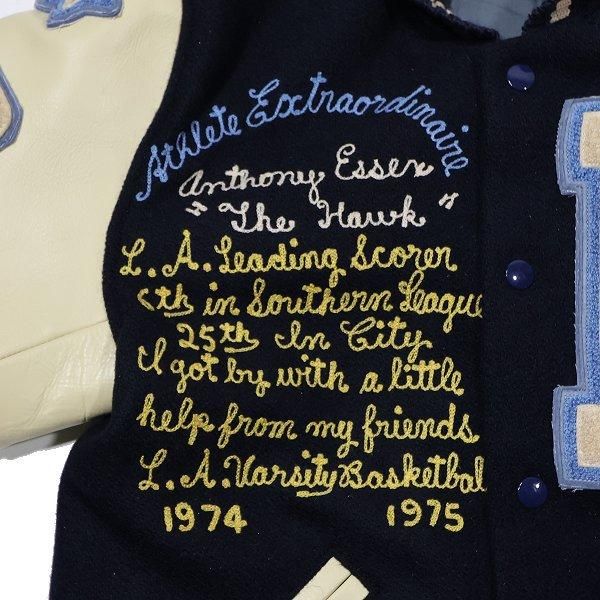 Athlete Extraordinaire
Anthony Essex
"The Hawk"
L.A. Leading Scorer
th in Southern League
25th In City
I got by with a little
help from my friends
L.A. Varsity Basketbal
1974 1975